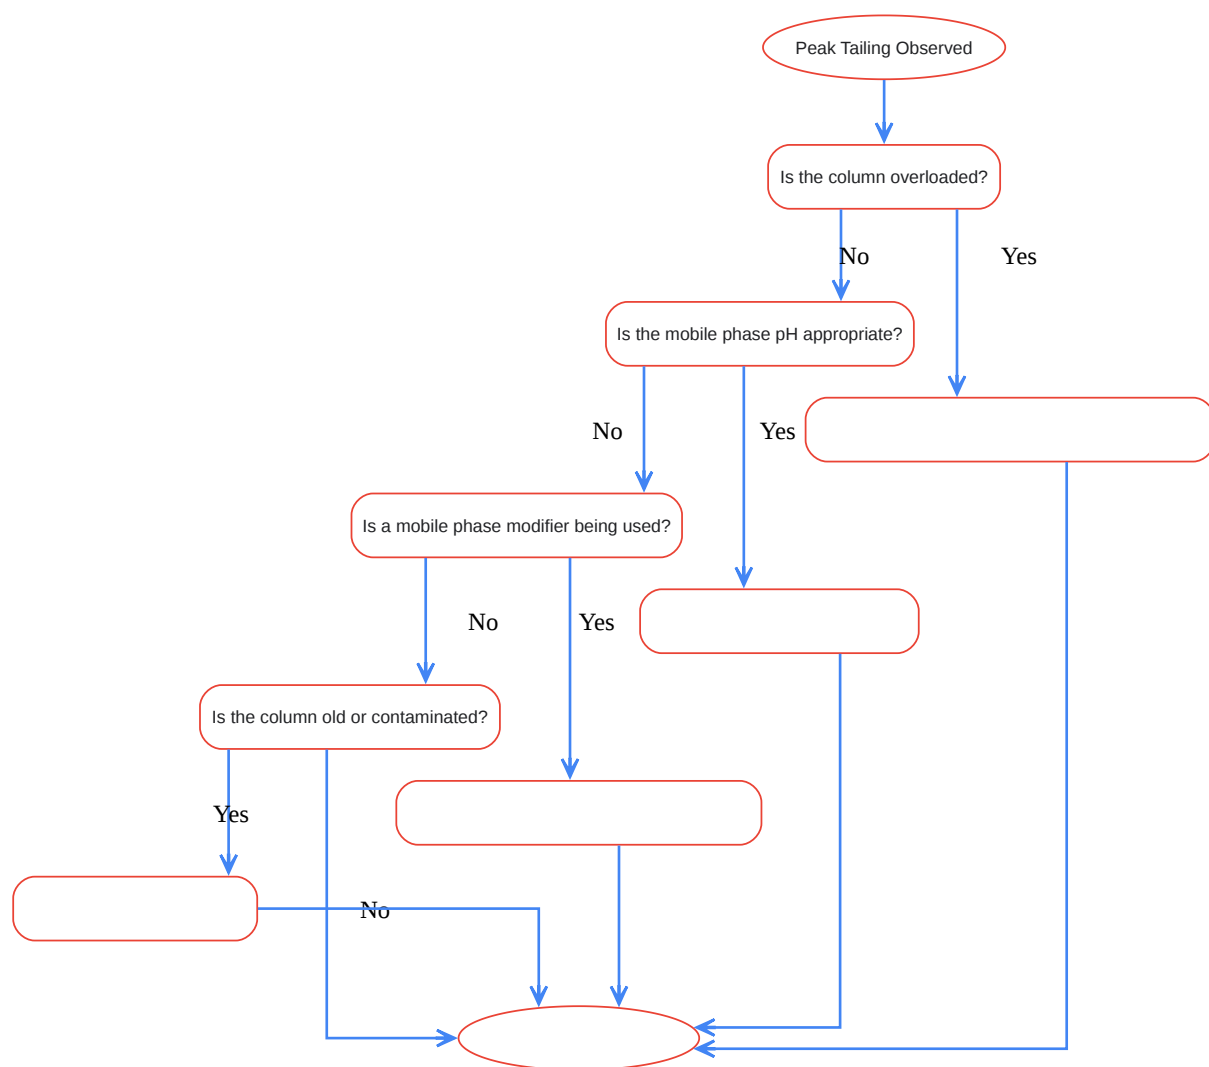 Peak Tailing Observed
Is the column overloaded?
No
Yes
Is the mobile phase pH appropriate?
No
Yes
Is a mobile phase modifier being used?
No
Yes
Is the column old or contaminated?
Yes
No